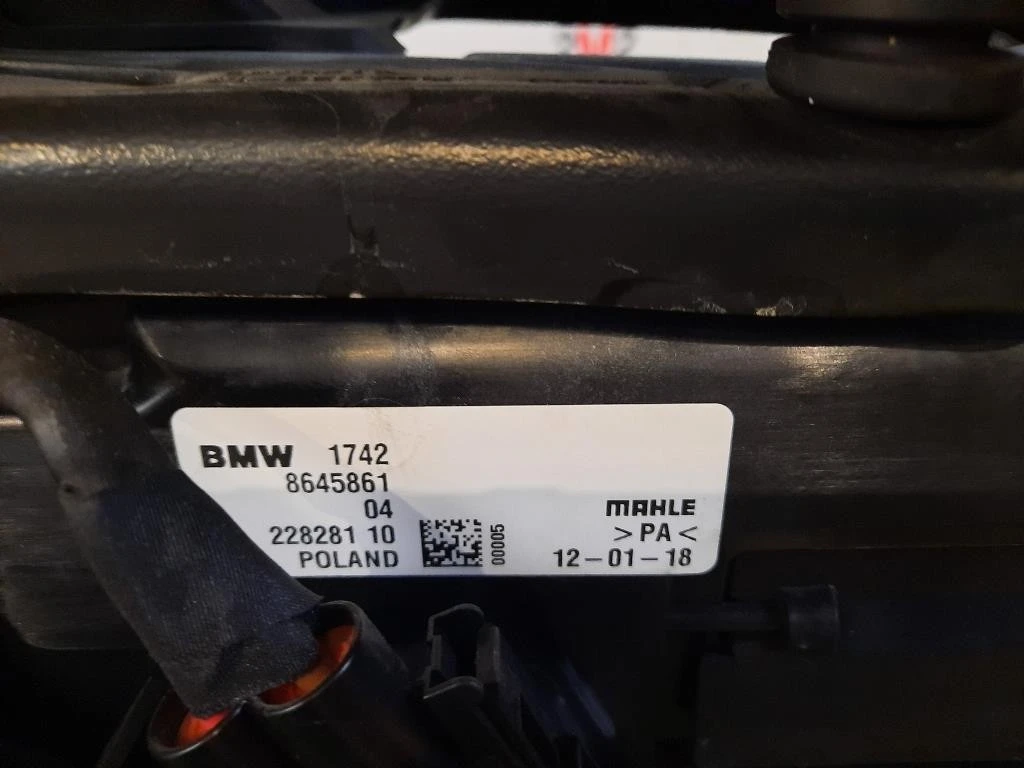 BMW 1742
8645861
04
228281 10
POLAND
00005
MAHLE
>PA<
12-01-18